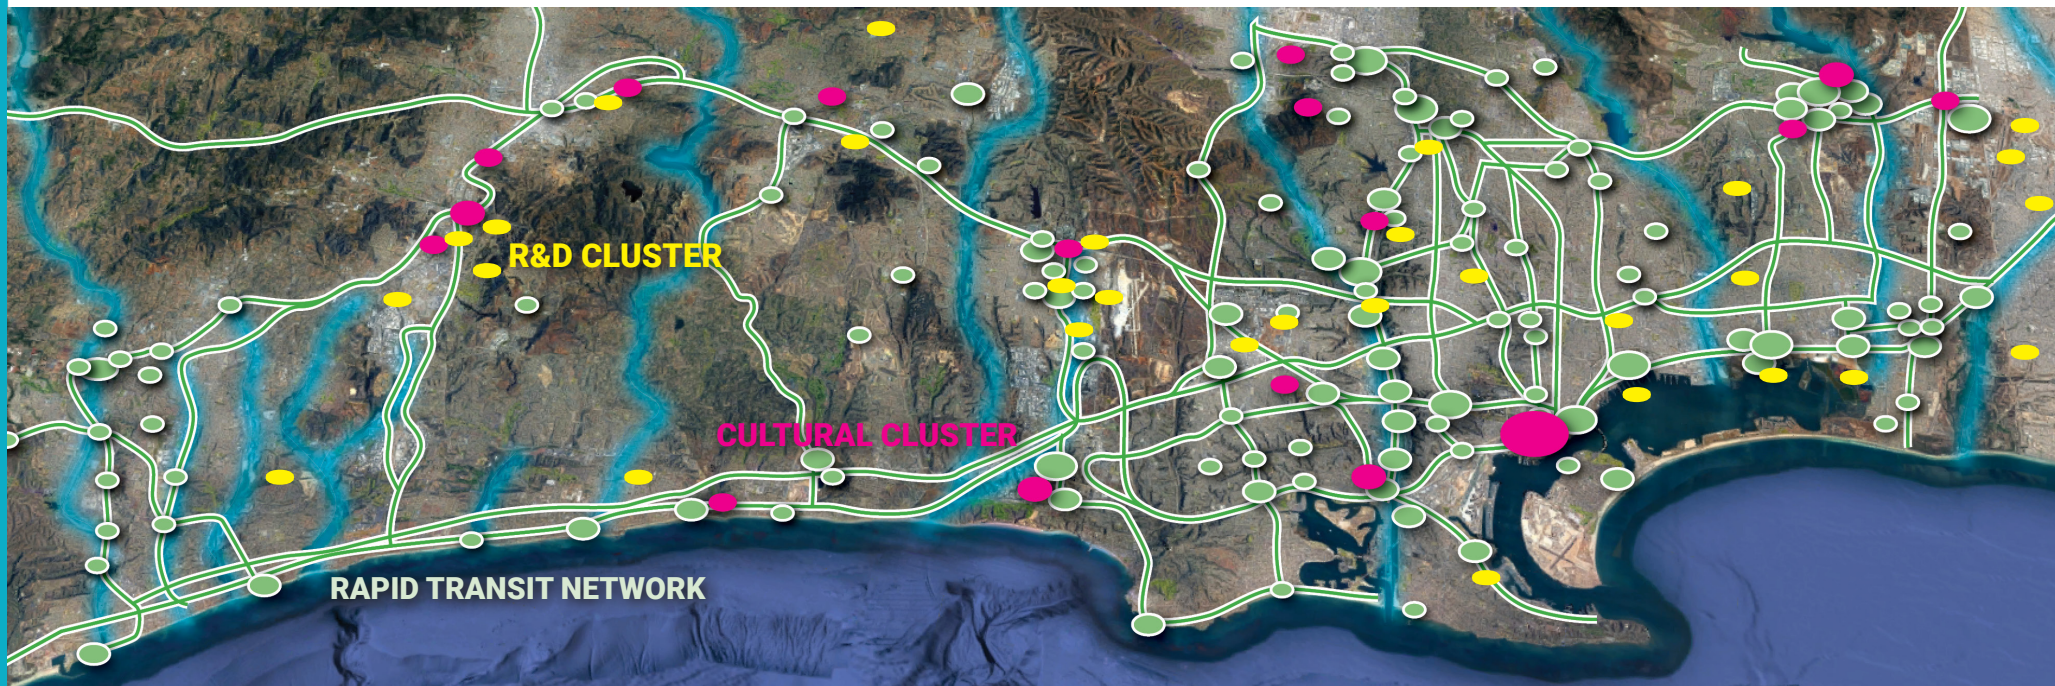 R&D CLUSTER
CULTURAL CLUSTER
RAPID TRANSIT NETWORK